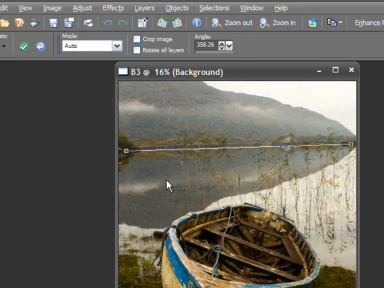 dit View Image Adjust Effects Layers Objects Selections Window Help
Zoom out Zoom in Enhance P
ts: Mode: Angle:
Auto Crop image 358.26
Rotate all layers
B3 @ 16% (Background)